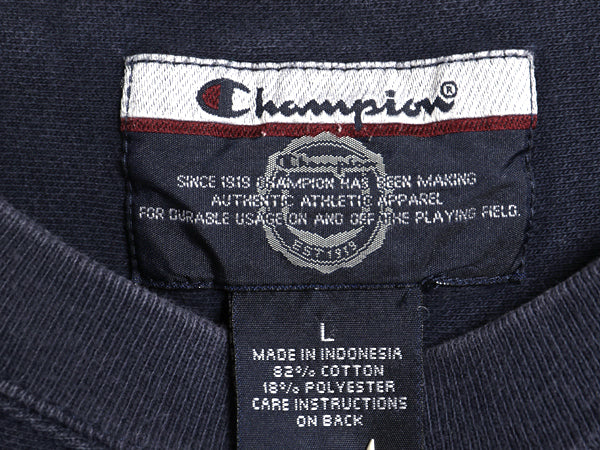 Champion®
Champion
SINCE 1919 CHAMPION HAS BEEN MAKING
AUTHENTIC ATHLETIC APPAREL
FOR DURABLE USAGE ON AND OFF THE PLAYING FIELD.
EST 1919
L
MADE IN INDONESIA
82% COTTON
18% POLYESTER
CARE INSTRUCTIONS
ON BACK